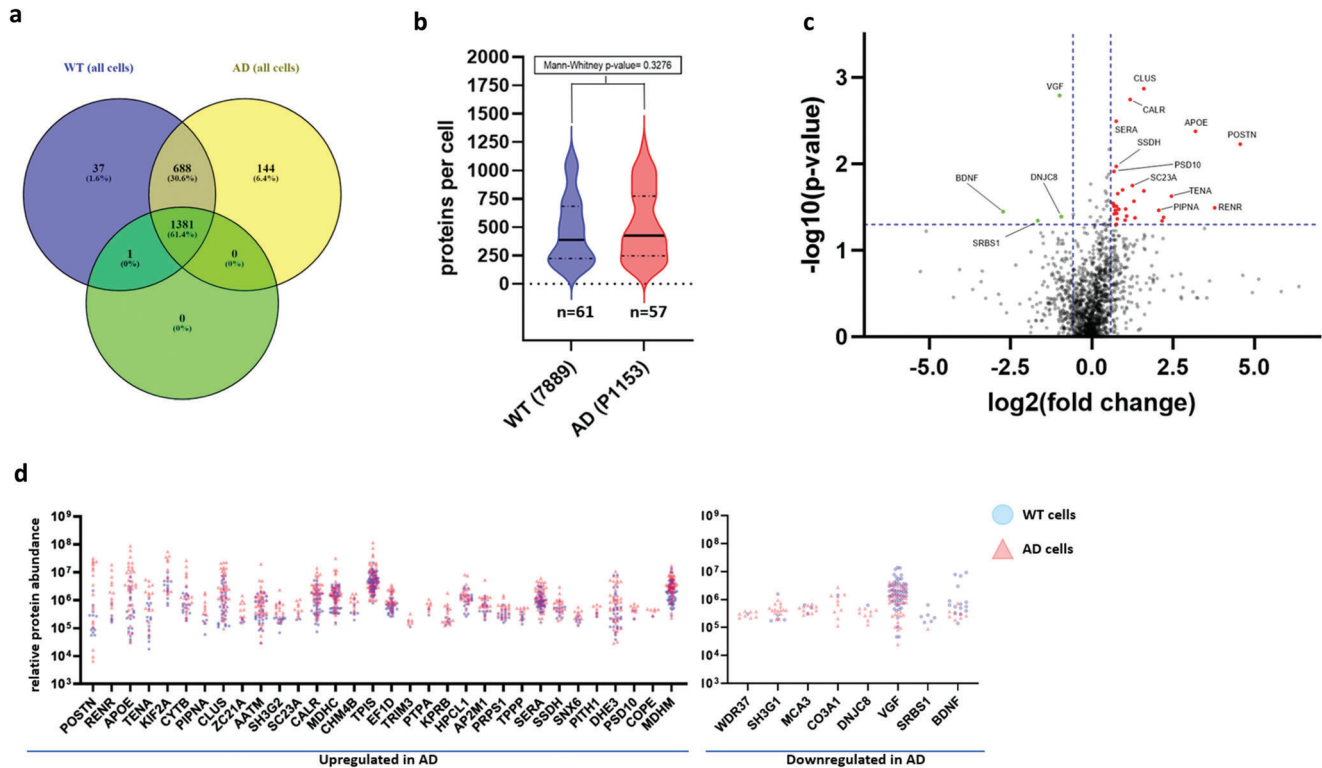 a
WT (all cells)
AD (all cells)
37
(1.6%)
688
(30.6%)
144
(6.4%)
1381
(61.4%)
1
(0%)
0
(0%)
0
(0%)
b
proteins per cell
2000
1750
1500
1250
1000
750
500
250
0
Mann-Whitney p-value= 0.3276
n=61
n=57
WT (7889)
AD (P1153)
c
-log10(p-value)
3
2
1
0
VGF
CLUS
CALR
SERA
APOE
POSTN
SSDH
PSD10
SC23A
BDNF
DNJC8
TENA
PIPNA
RENR
SRBS1
-5.0
-2.5
0.0
2.5
5.0
log2(fold change)
d
relative protein abundance
10⁹
10⁸
10⁷
10⁶
10⁵
10⁴
10³
POSTN
RENR
APOE
TENA
KIF2A
CYTB
PIPNA
CLUS
ZC21A
AATM
SH3G2
SC23A
CALR
MDHC
CHM4B
TPIS
EF1D
TRIM3
PTPA
KPRB
HPCL1
AP2M1
PRPS1
TPPP
SERA
SSDH
SNX6
PITH1
DHE3
PSD10
COPE
MDHM
Upregulated in AD
10⁹
10⁸
10⁷
10⁶
10⁵
10⁴
10³
WDR37
SH3G1
MCA3
CO3A1
DNJC8
VGF
SRBS1
BDNF
Downregulated in AD
WT cells
AD cells